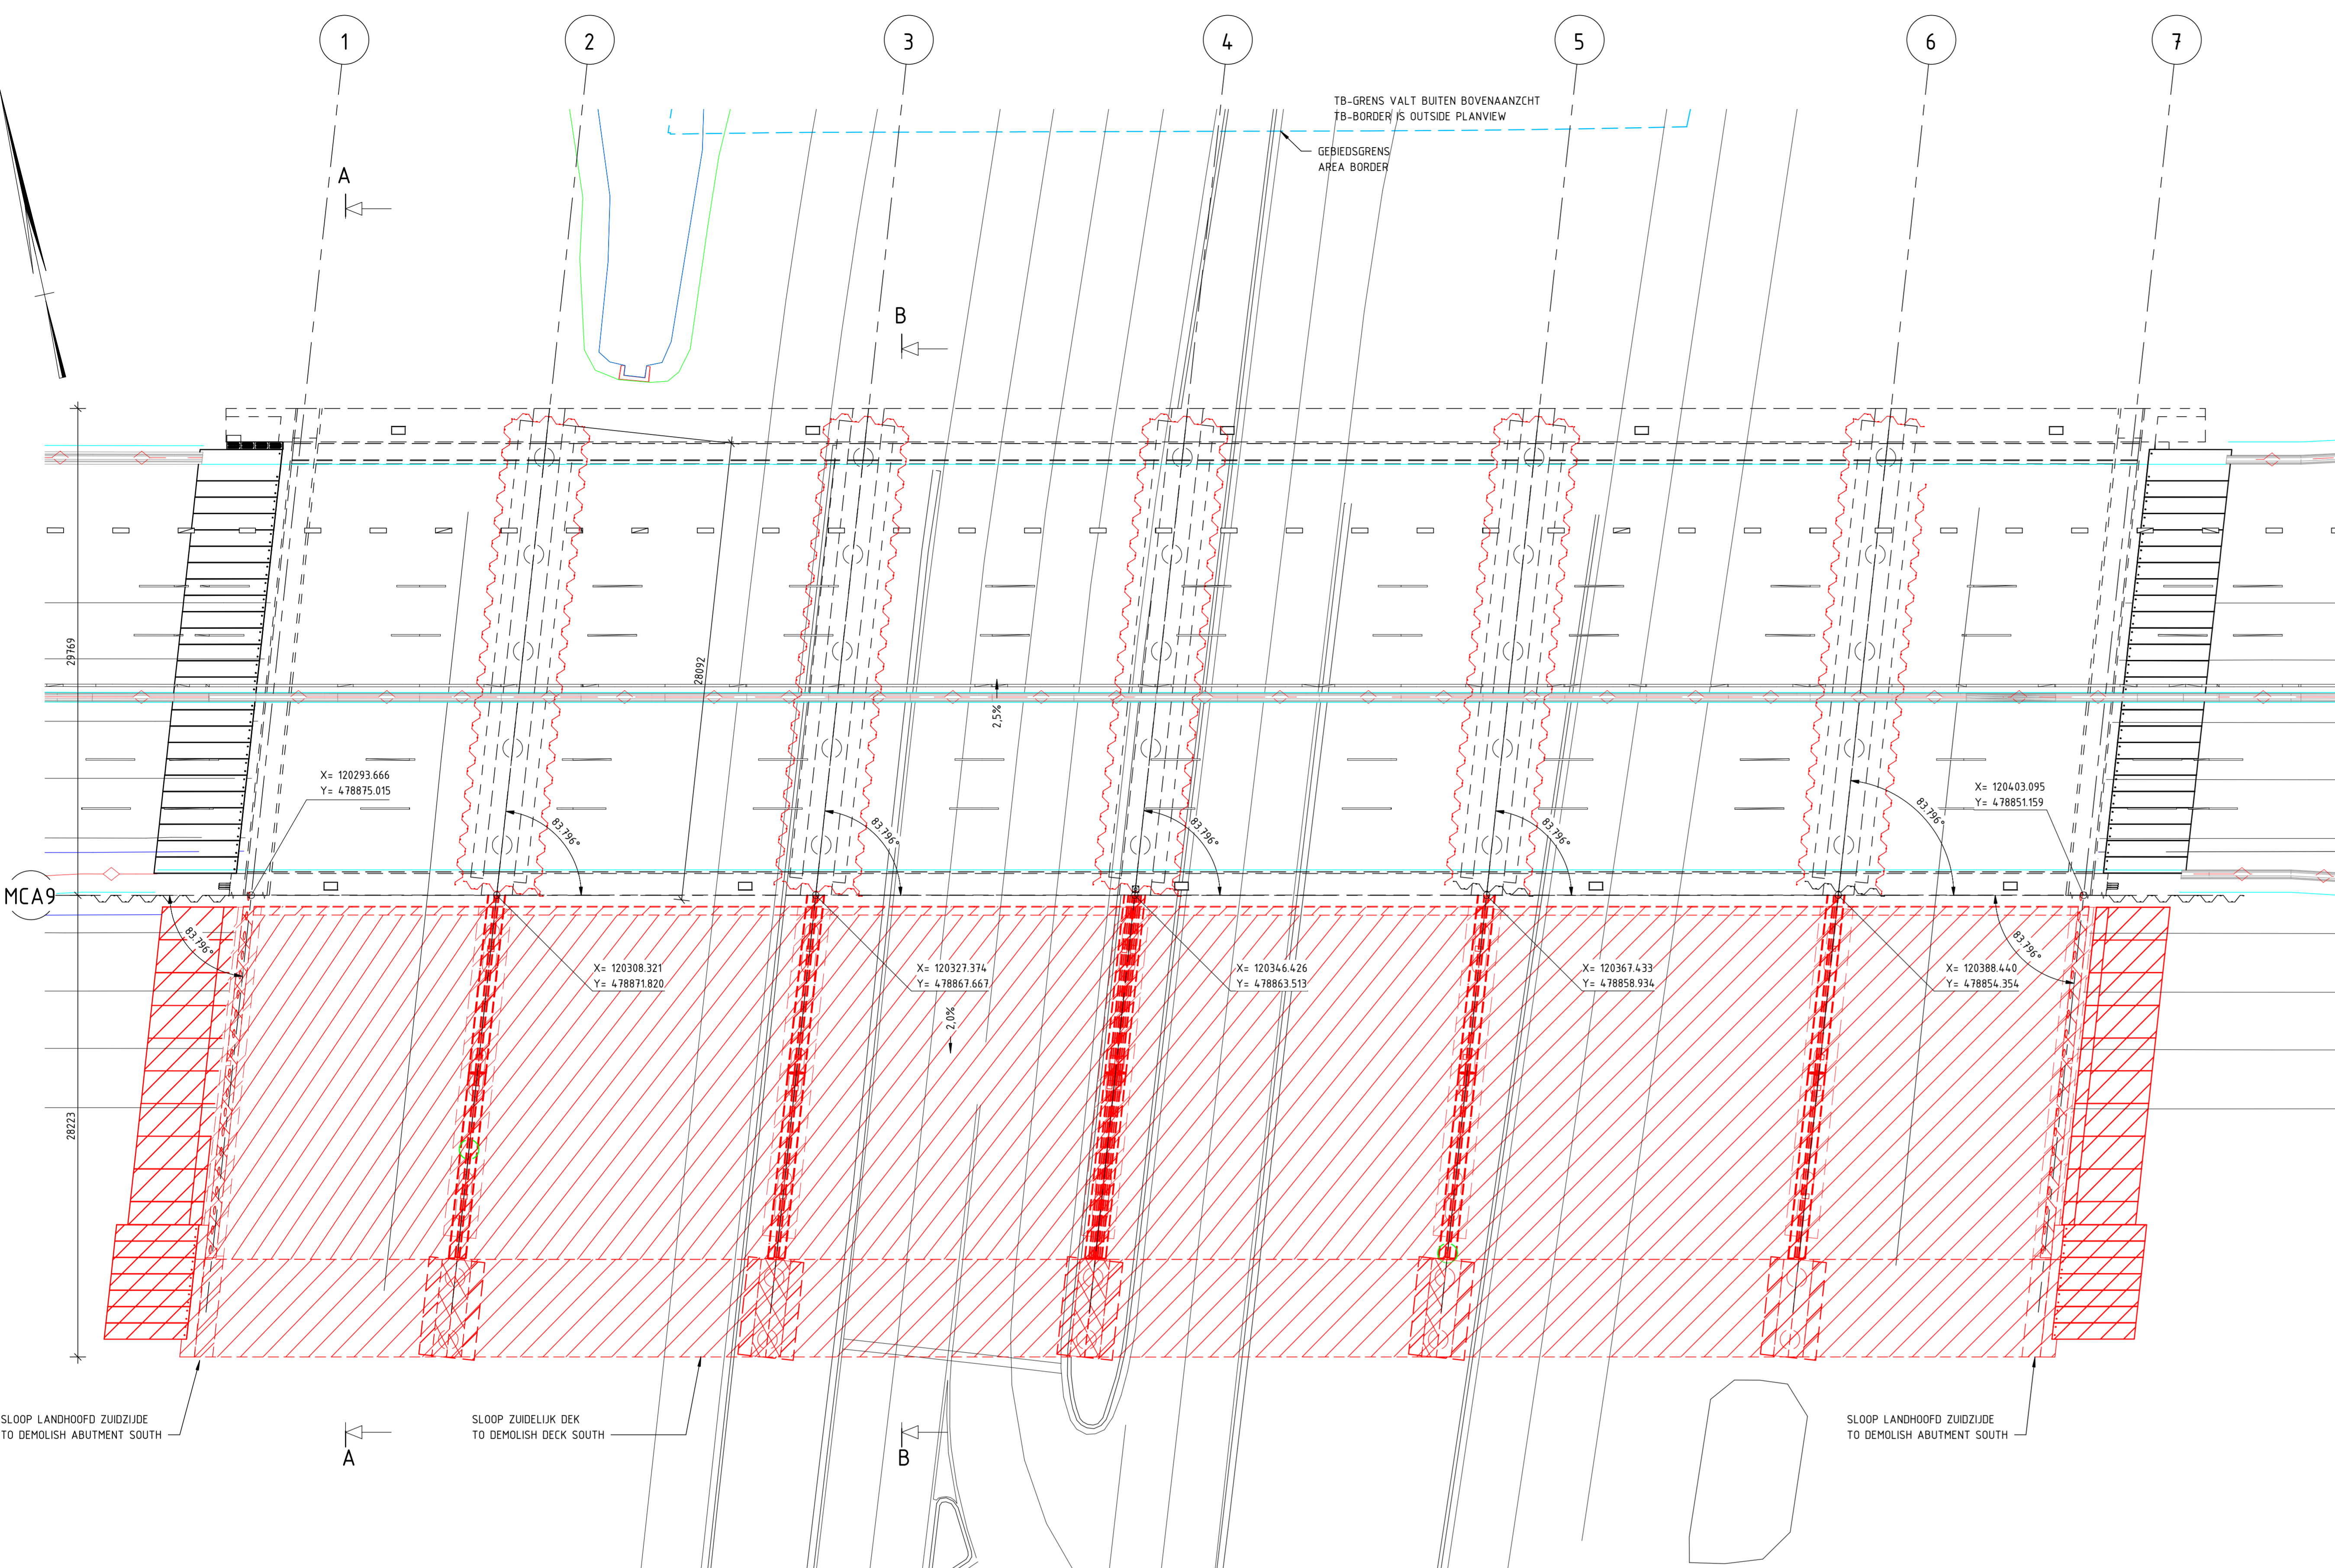 1
2
3
4
5
6
7
TB-GRENS VALT BUITEN BOVENAANZCHT
TB-BORDER IS OUTSIDE PLANVIEW
GEBIEDSGRENS
AREA BORDER
A
B
29769
28092
2,5%
X= 120293.666
Y= 478875.015
X= 120403.095
Y= 478851.159
83.796°
83.796°
83.796°
83.796°
83.796°
MCA9
83.796°
83.796°
X= 120308.321
Y= 478871.820
X= 120327.374
Y= 478867.667
X= 120346.426
Y= 478863.513
X= 120367.433
Y= 478858.934
X= 120388.440
Y= 478854.354
2,0%
28223
SLOOP LANDHOOFD ZUIDZIJDE
TO DEMOLISH ABUTMENT SOUTH
SLOOP ZUIDELIJK DEK
TO DEMOLISH DECK SOUTH
SLOOP LANDHOOFD ZUIDZIJDE
TO DEMOLISH ABUTMENT SOUTH
A
B